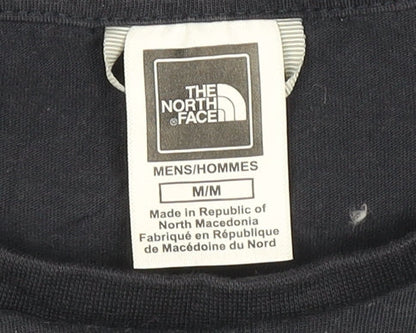 THE
NORTH
FACE
®
MENS/HOMMES
M/M
Made in Republic of
North Macedonia
Fabriqué en République
de Macédoine du Nord